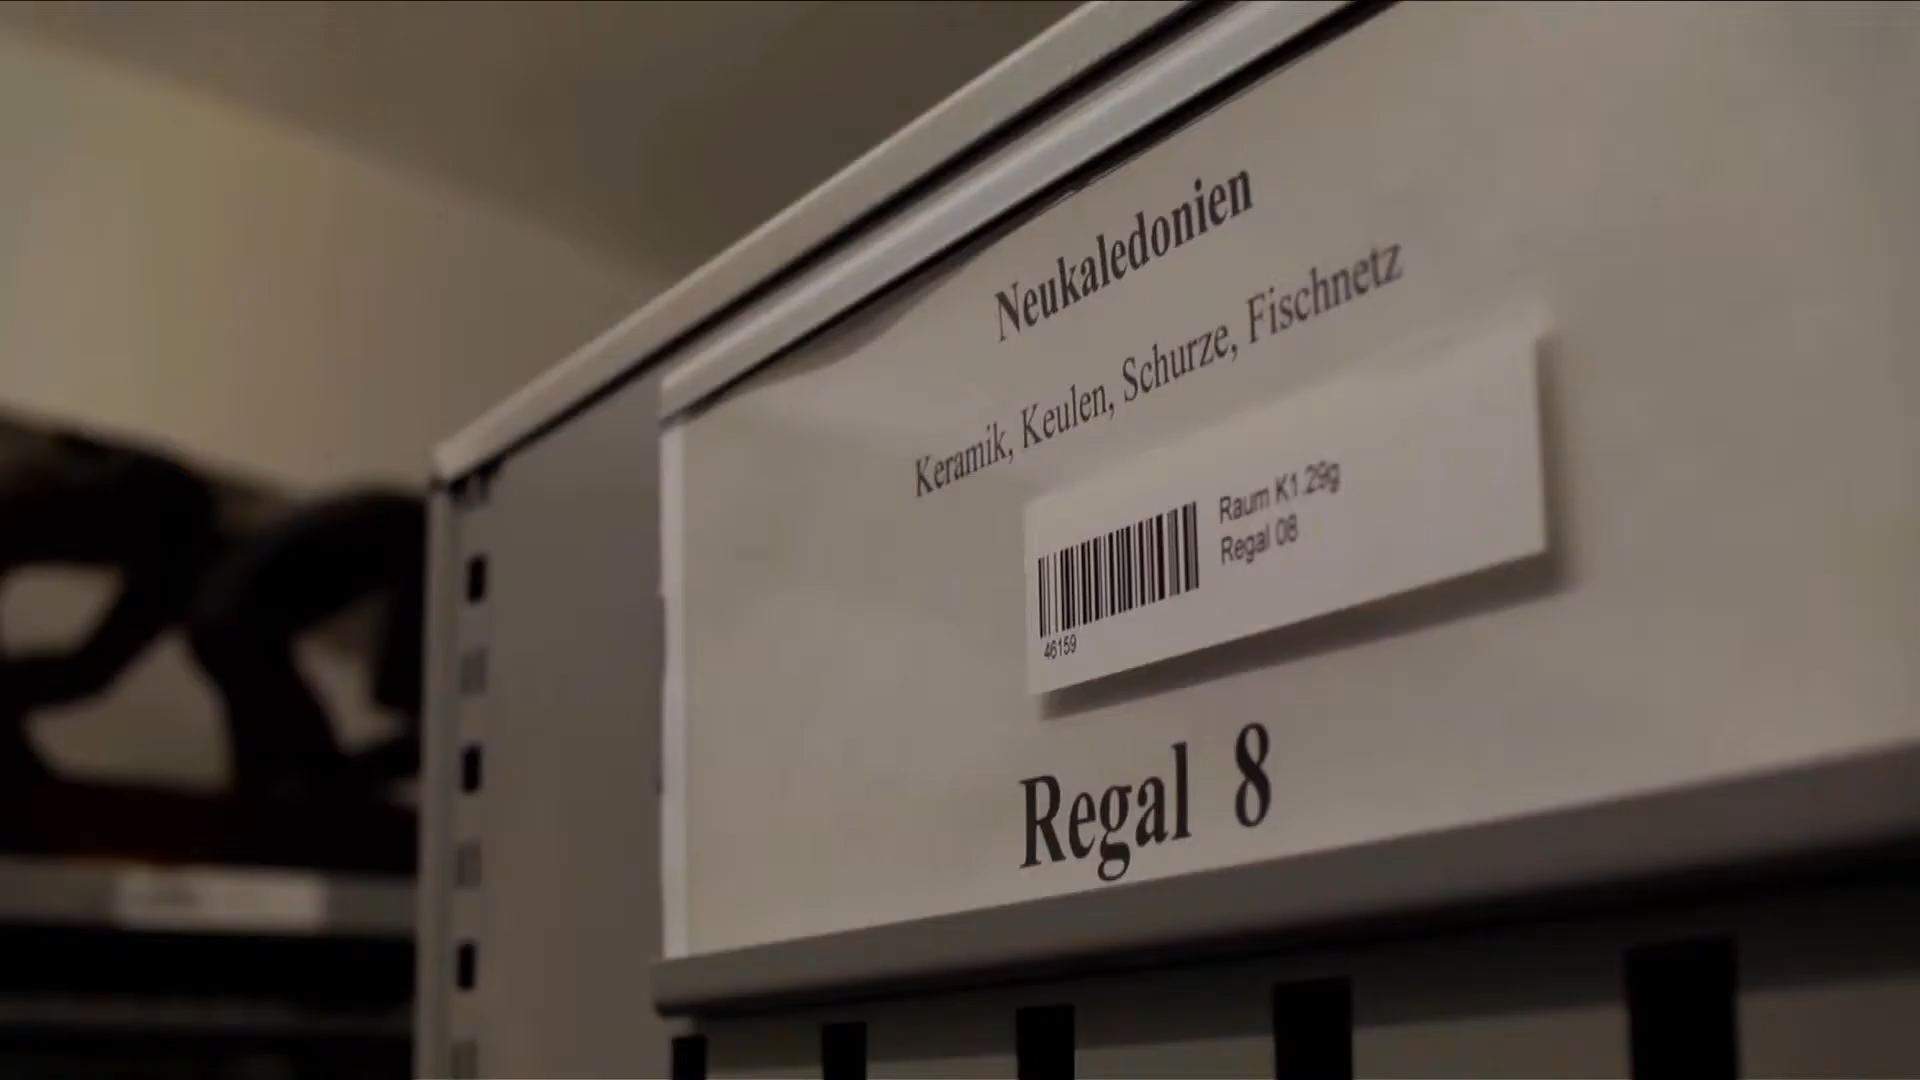 Neukaledonien
Keramik, Keulen, Schurze, Fischnetz
Raum K1.29g
Regal 08
46159
Regal 8